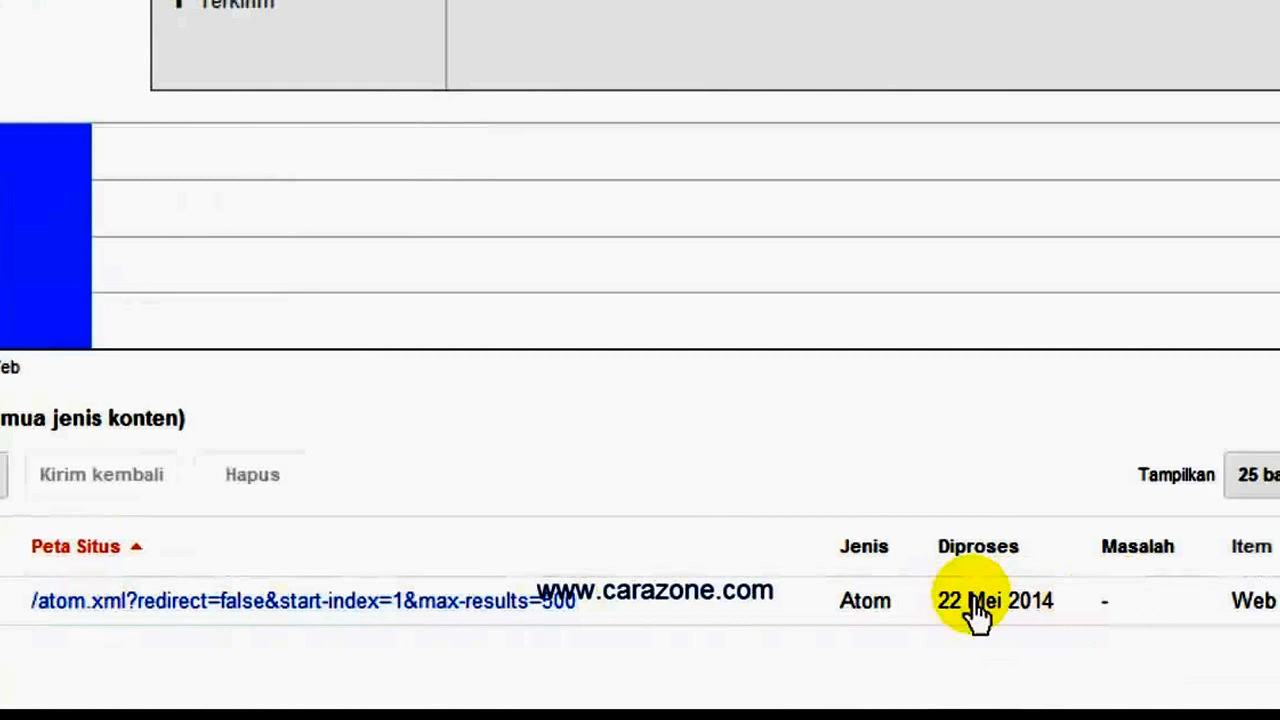 Terkirim
eb
mua jenis konten)
Kirim kembali Hapus Tampilkan 25 ba
Peta Situs Jenis Diproses Masalah Item
/atom.xml?redirect=false&start-index=1&max-results=500 Atom 22 Mei 2014 - Web
www.carazone.com